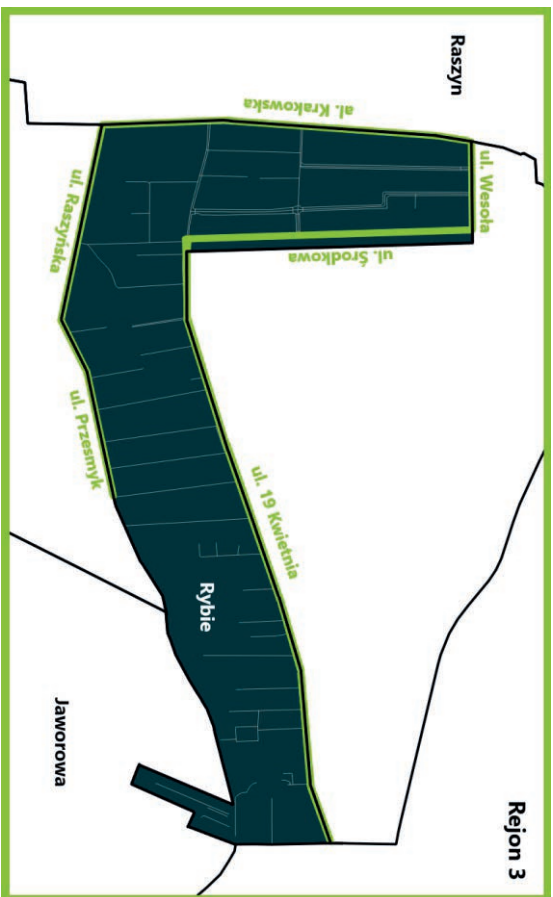 Rejon 3
Raszyn
al. Krakowska
ul. Wesoła
ul. Raszyńska
ul. Środkowa
ul. Przesmyk
ul. 19 Kwietnia
Rybie
Jaworowa